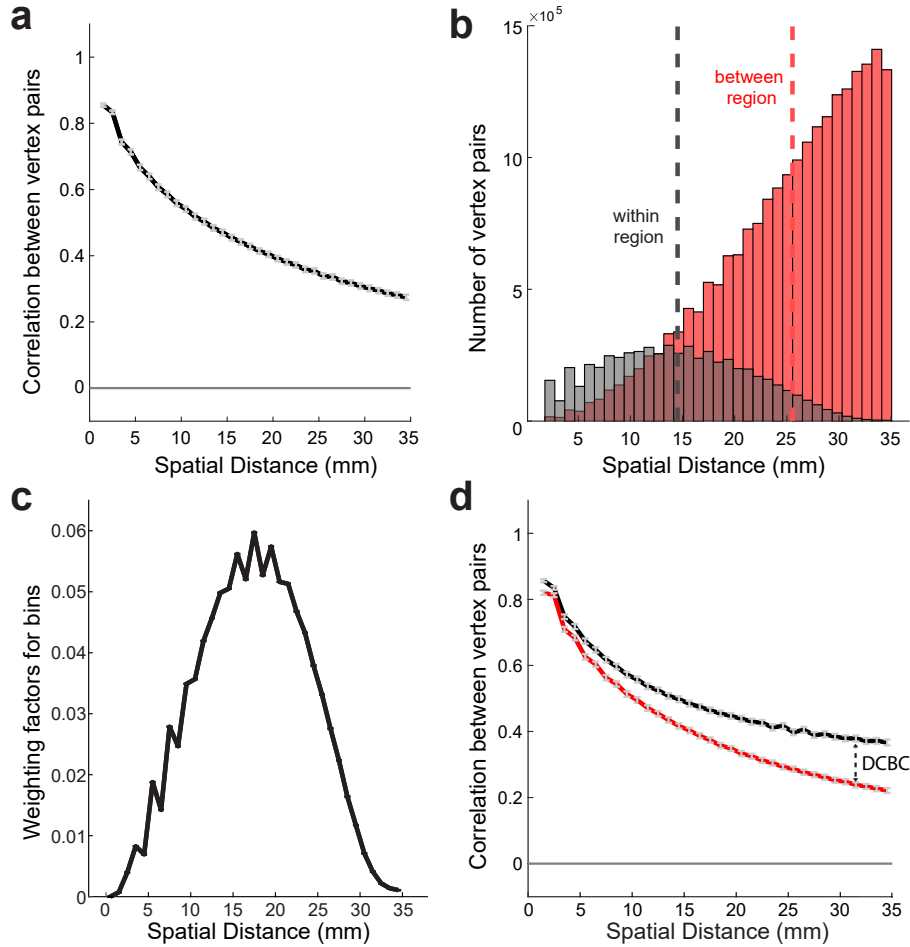 a
Correlation between vertex pairs
1
0.8
0.6
0.4
0.2
0
0 5 10 15 20 25 30 35
Spatial Distance (mm)
b
15 ×10⁵
Number of vertex pairs
10
5
0
between
region
within
region
5 10 15 20 25 30 35
Spatial Distance (mm)
c
Weighting factors for bins
0.06
0.05
0.04
0.03
0.02
0.01
0
0 5 10 15 20 25 30 35
Spatial Distance (mm)
d
Correlation between vertex pairs
1
0.8
0.6
0.4
0.2
0
DCBC
0 5 10 15 20 25 30 35
Spatial Distance (mm)